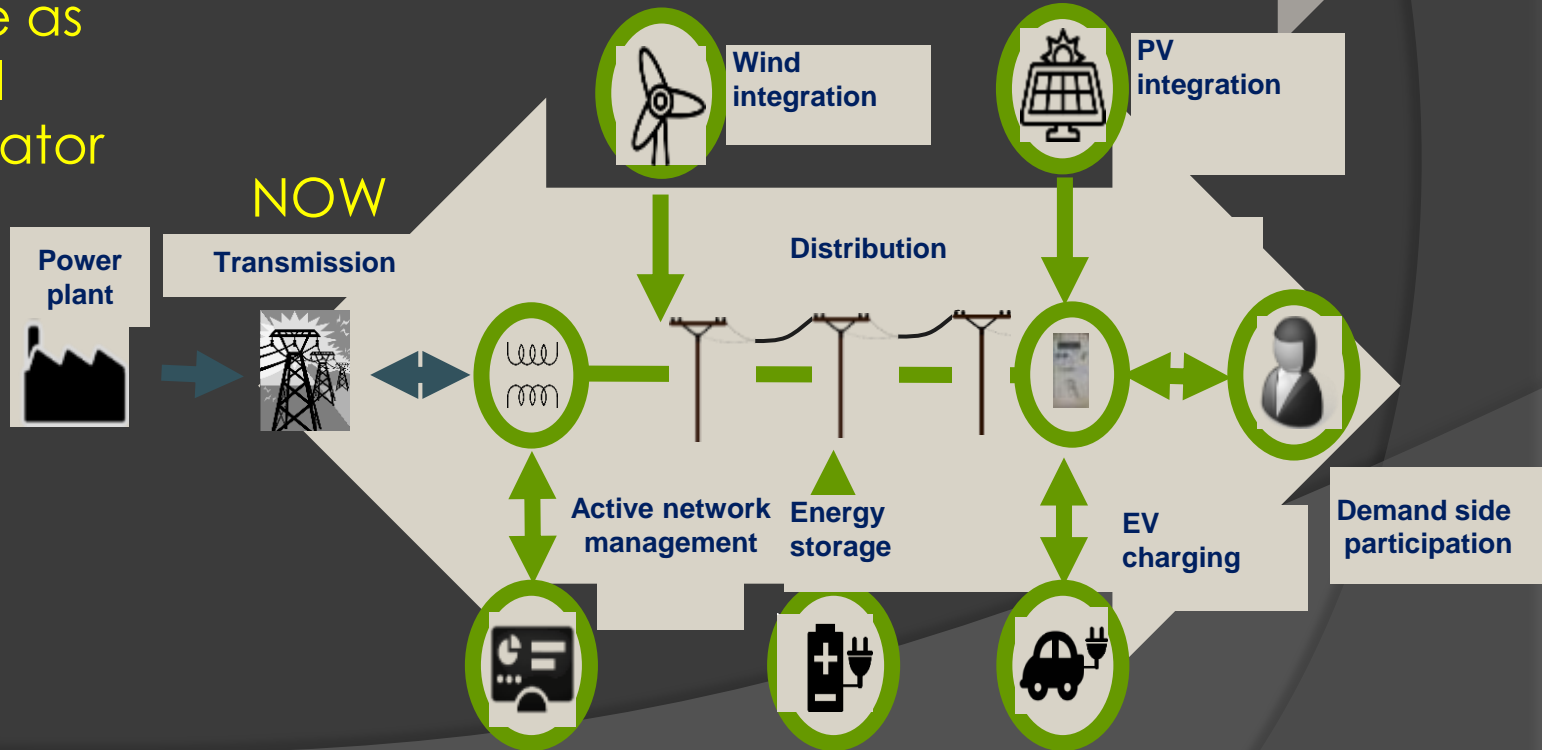 e as
ator
NOW
Wind
integration
PV
integration
Power
plant
Transmission
Distribution
Active network
management
Energy
storage
EV
charging
Demand side
participation